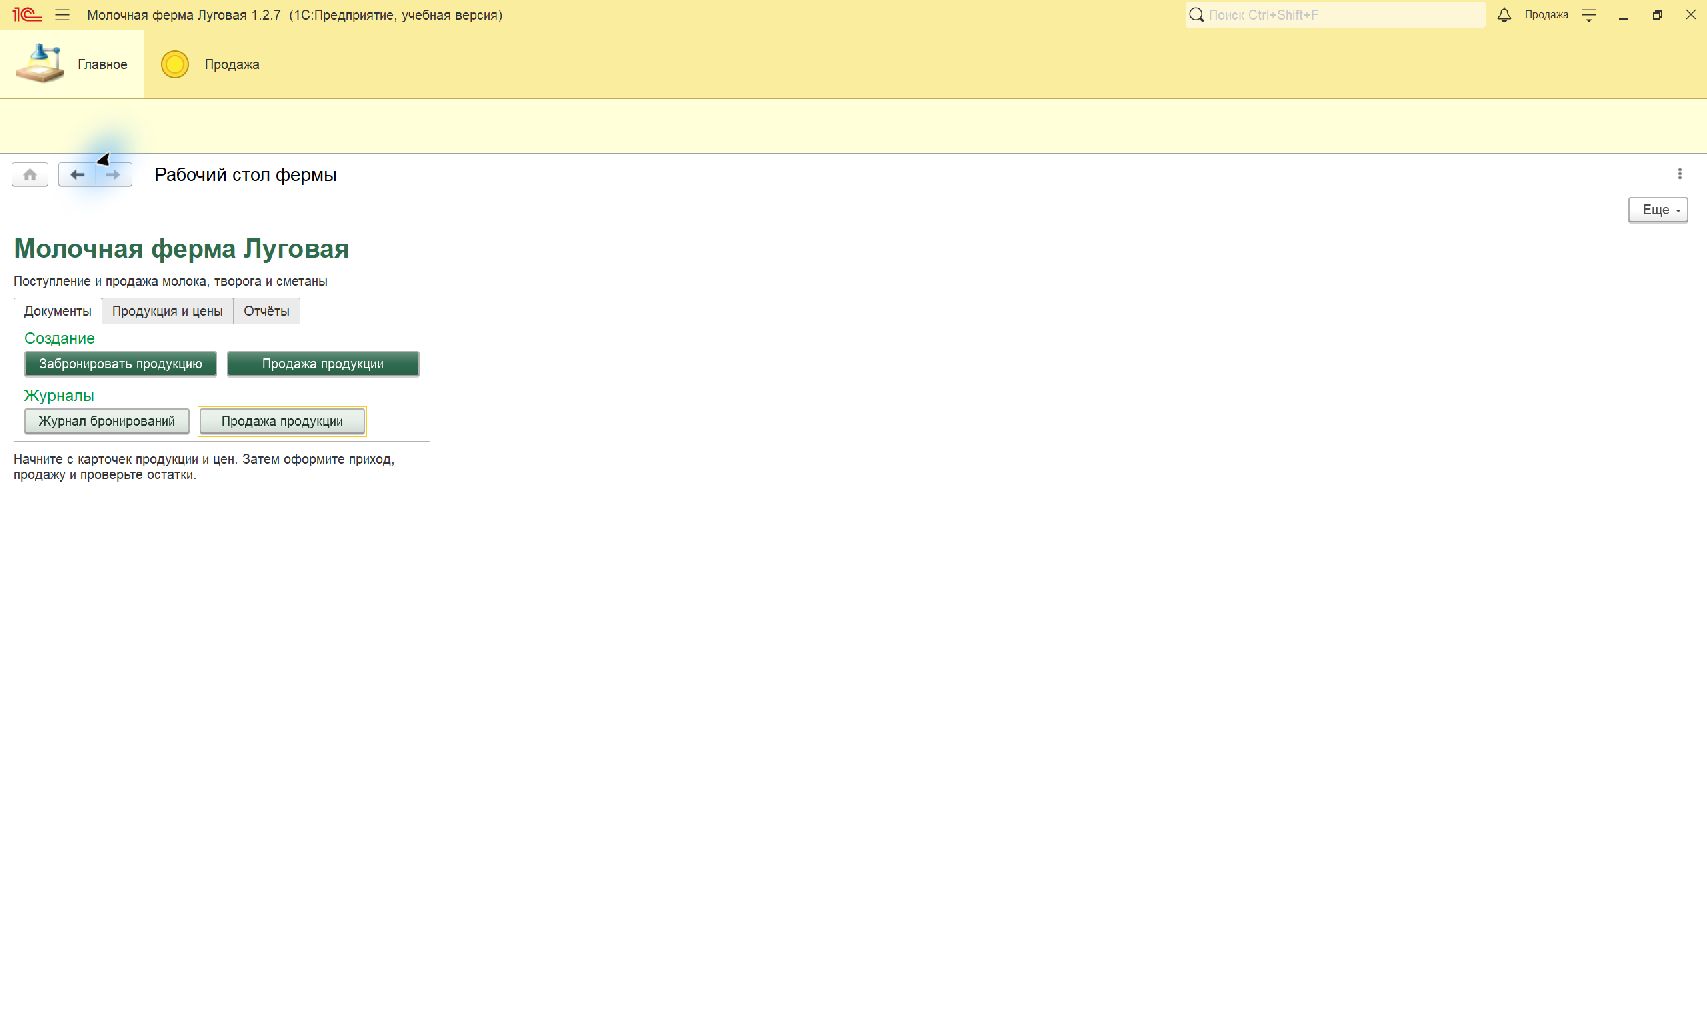 1С Молочная ферма Луговая 1.2.7 (1С:Предприятие, учебная версия) Поиск Ctrl+Shift+F Продажа
Главное Продажа
Рабочий стол фермы
Еще
Молочная ферма Луговая
Поступление и продажа молока, творога и сметаны
Документы Продукция и цены Отчёты
Создание
Забронировать продукцию Продажа продукции
Журналы
Журнал бронирований Продажа продукции
Начните с карточек продукции и цен. Затем оформите приход,
продажу и проверьте остатки.